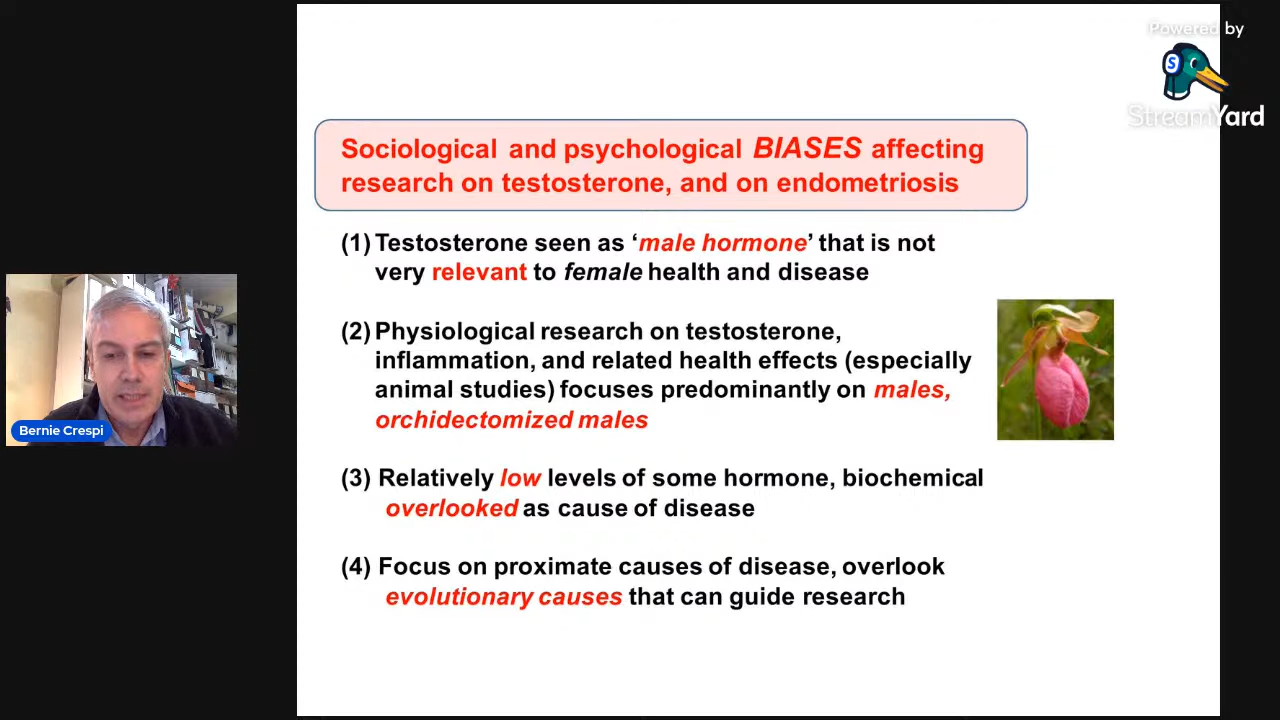 Powered by
StreamYard
Sociological and psychological BIASES affecting
research on testosterone, and on endometriosis
(1) Testosterone seen as ‘male hormone’ that is not
very relevant to female health and disease
(2) Physiological research on testosterone,
inflammation, and related health effects (especially
animal studies) focuses predominantly on males,
orchidectomized males
(3) Relatively low levels of some hormone, biochemical
overlooked as cause of disease
(4) Focus on proximate causes of disease, overlook
evolutionary causes that can guide research
Bernie Crespi